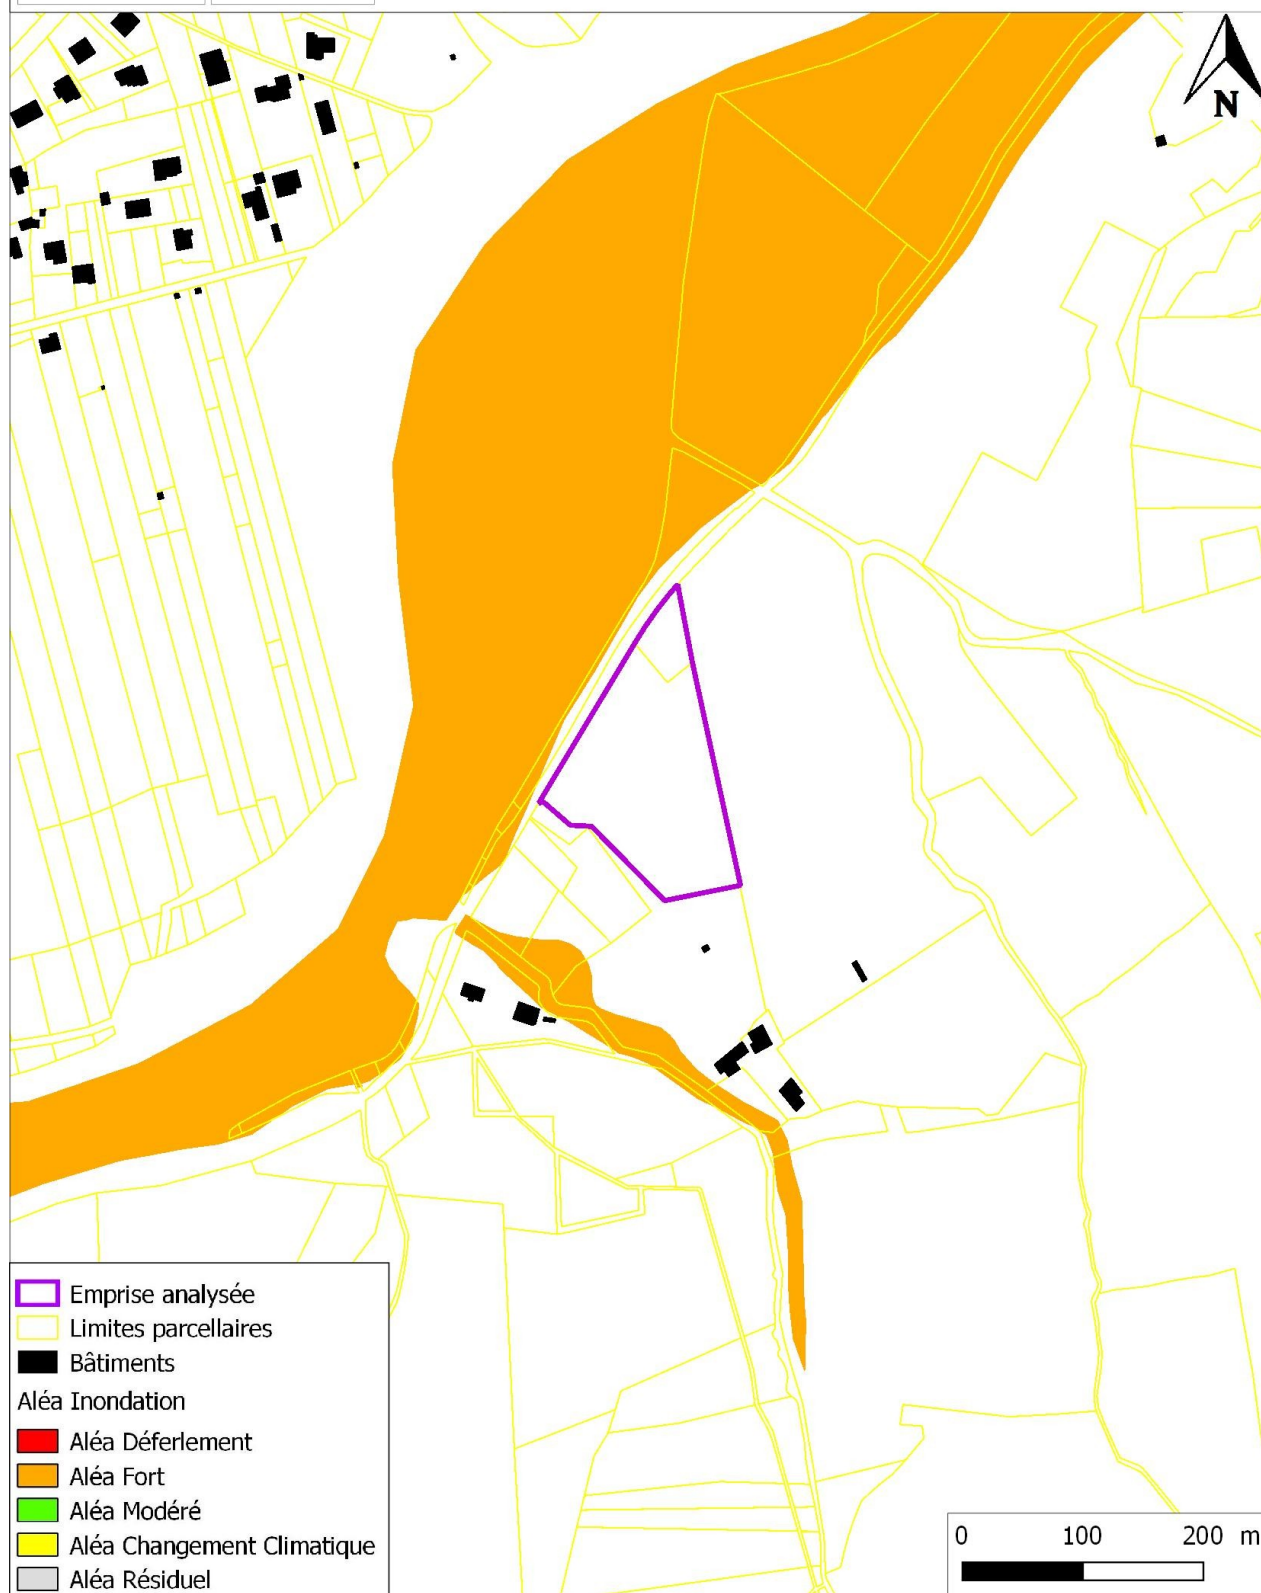 N
Emprise analysée
Limites parcellaires
Bâtiments
Aléa Inondation
Aléa Déferlement
Aléa Fort
Aléa Modéré
Aléa Changement Climatique
Aléa Résiduel
0 100 200 m